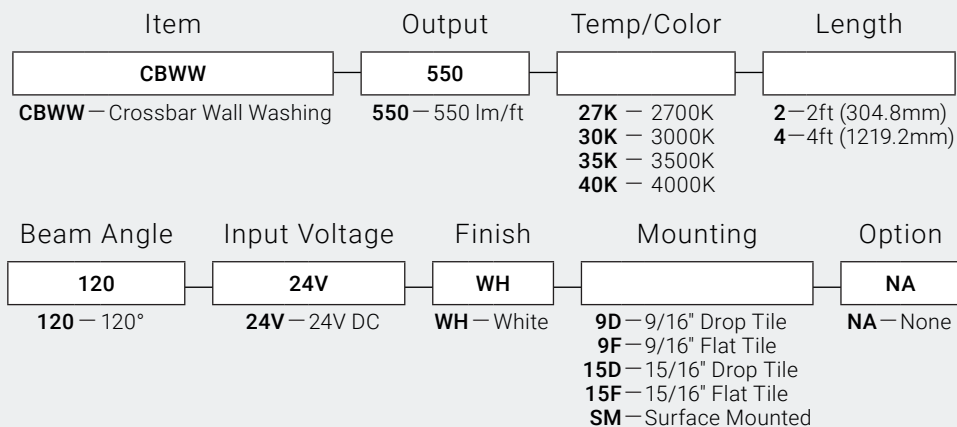 Item Output Temp/Color Length
CBWW 550
CBWW—Crossbar Wall Washing 550—550 lm/ft 27K — 2700K 2—2ft (304.8mm)
30K — 3000K 4—4ft (1219.2mm)
35K — 3500K
40K — 4000K
Beam Angle Input Voltage Finish Mounting Option
120 24V WH NA
120—120° 24V—24V DC WH—White 9D—9/16" Drop Tile NA—None
9F—9/16" Flat Tile
15D—15/16" Drop Tile
15F—15/16" Flat Tile
SM—Surface Mounted